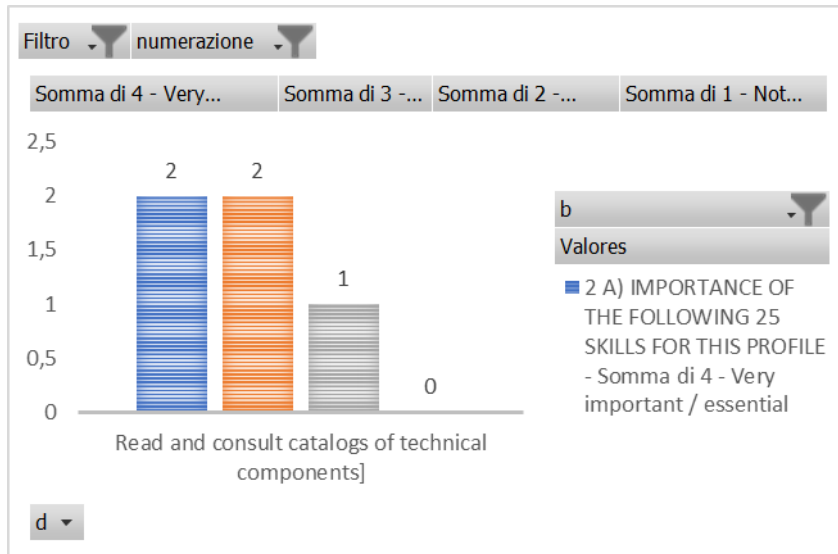 Filtro numerazione
Somma di 4 - Very... Somma di 3 -... Somma di 2 -... Somma di 1 - Not...
2,5
2
1,5
1
0,5
0
2 2 1 0
Read and consult catalogs of technical
components]
b
Valores
2 A) IMPORTANCE OF
THE FOLLOWING 25
SKILLS FOR THIS PROFILE
- Somma di 4 - Very
important / essential
d